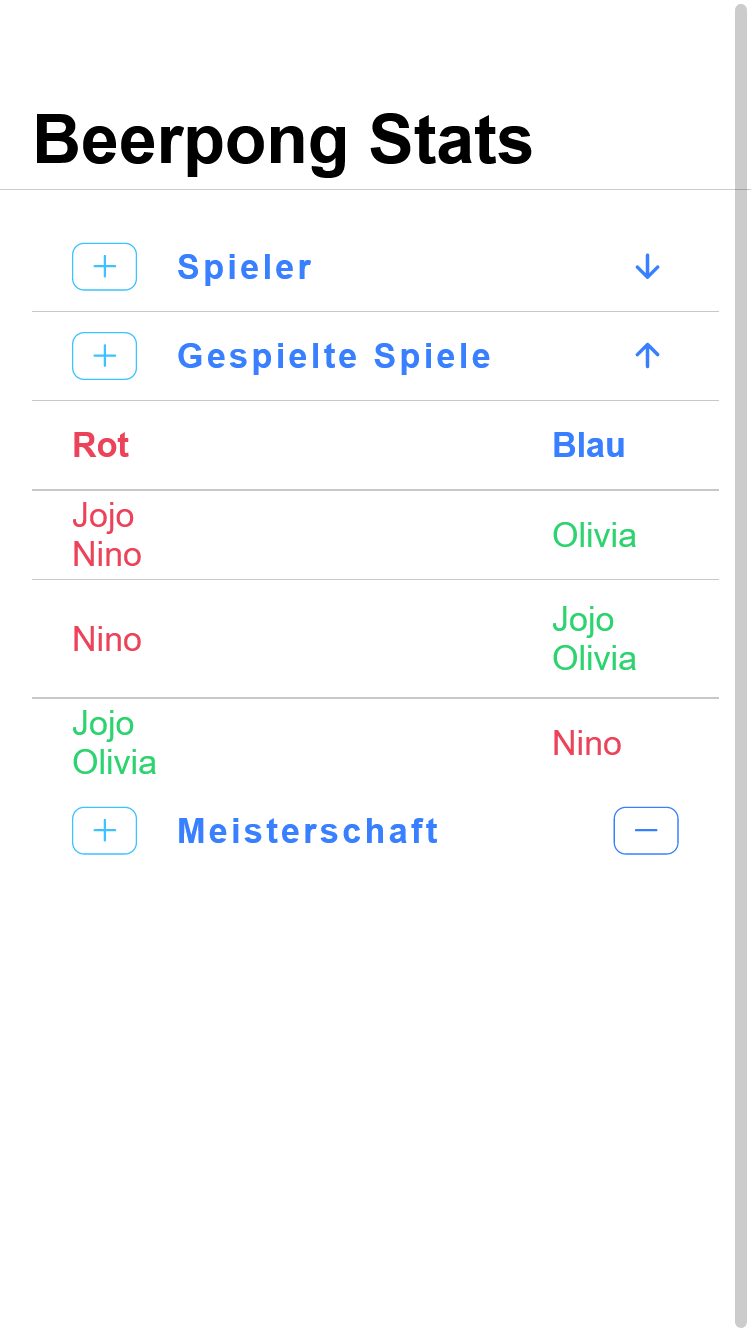 Beerpong Stats
Spieler
Gespielte Spiele
Rot Blau
Jojo
Nino
Olivia
Nino
Jojo
Olivia
Jojo
Olivia
Nino
Meisterschaft